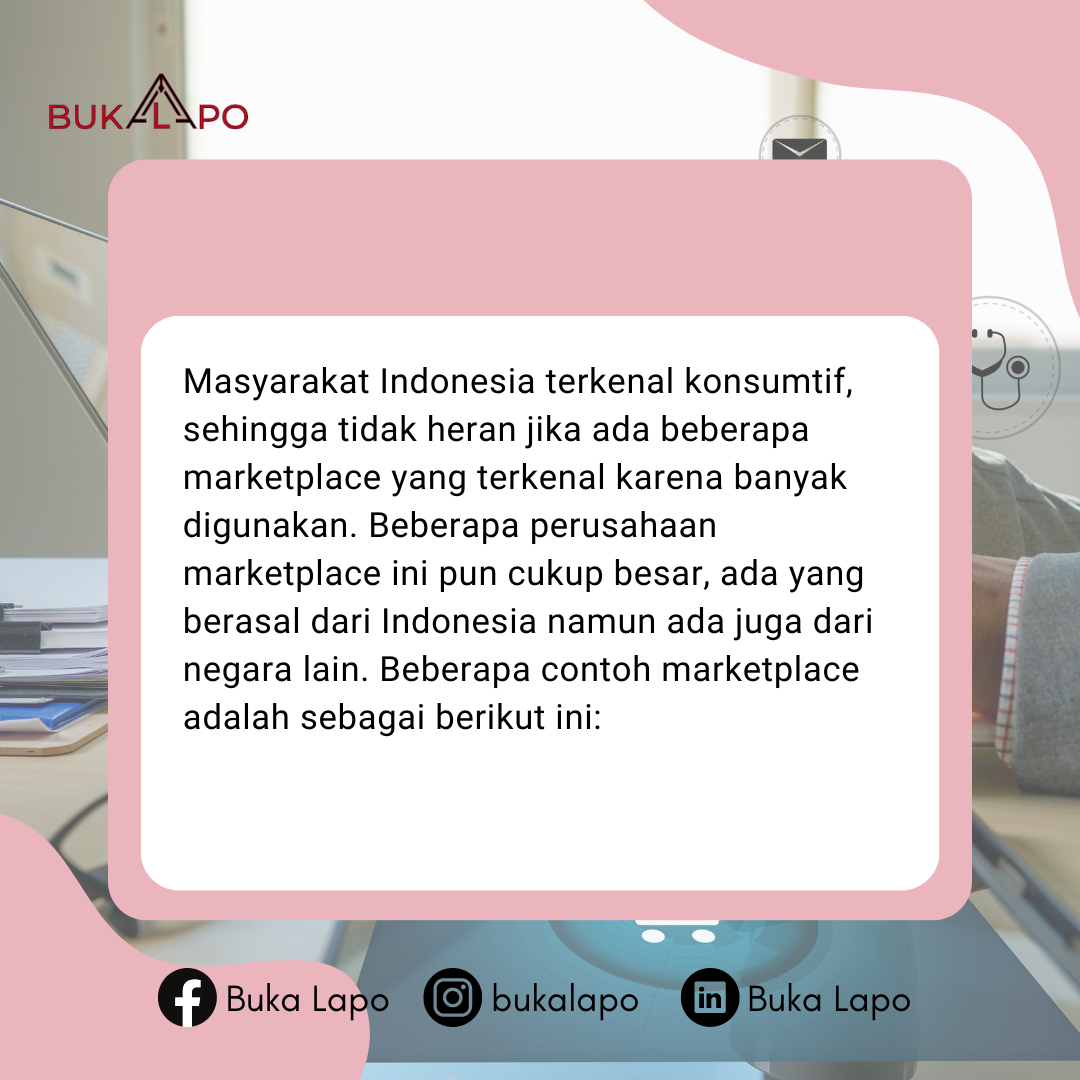 BUKALAPO
Masyarakat Indonesia terkenal konsumtif,
sehingga tidak heran jika ada beberapa
marketplace yang terkenal karena banyak
digunakan. Beberapa perusahaan
marketplace ini pun cukup besar, ada yang
berasal dari Indonesia namun ada juga dari
negara lain. Beberapa contoh marketplace
adalah sebagai berikut ini:
Buka Lapo bukalapo Buka Lapo